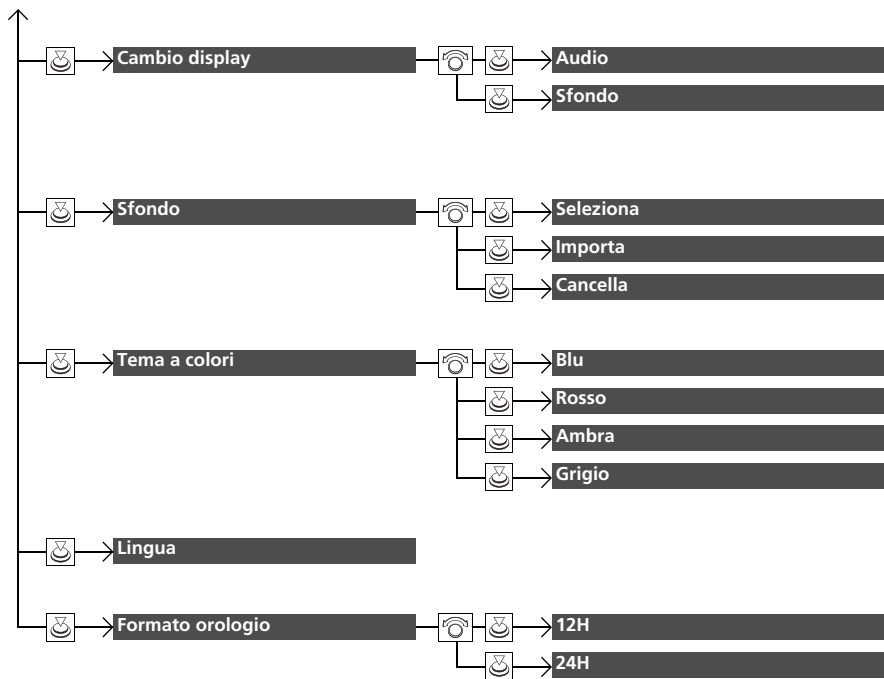 Cambio display
Audio
Sfondo
Sfondo
Seleziona
Importa
Cancella
Tema a colori
Blu
Rosso
Ambra
Grigio
Lingua
Formato orologio
12H
24H